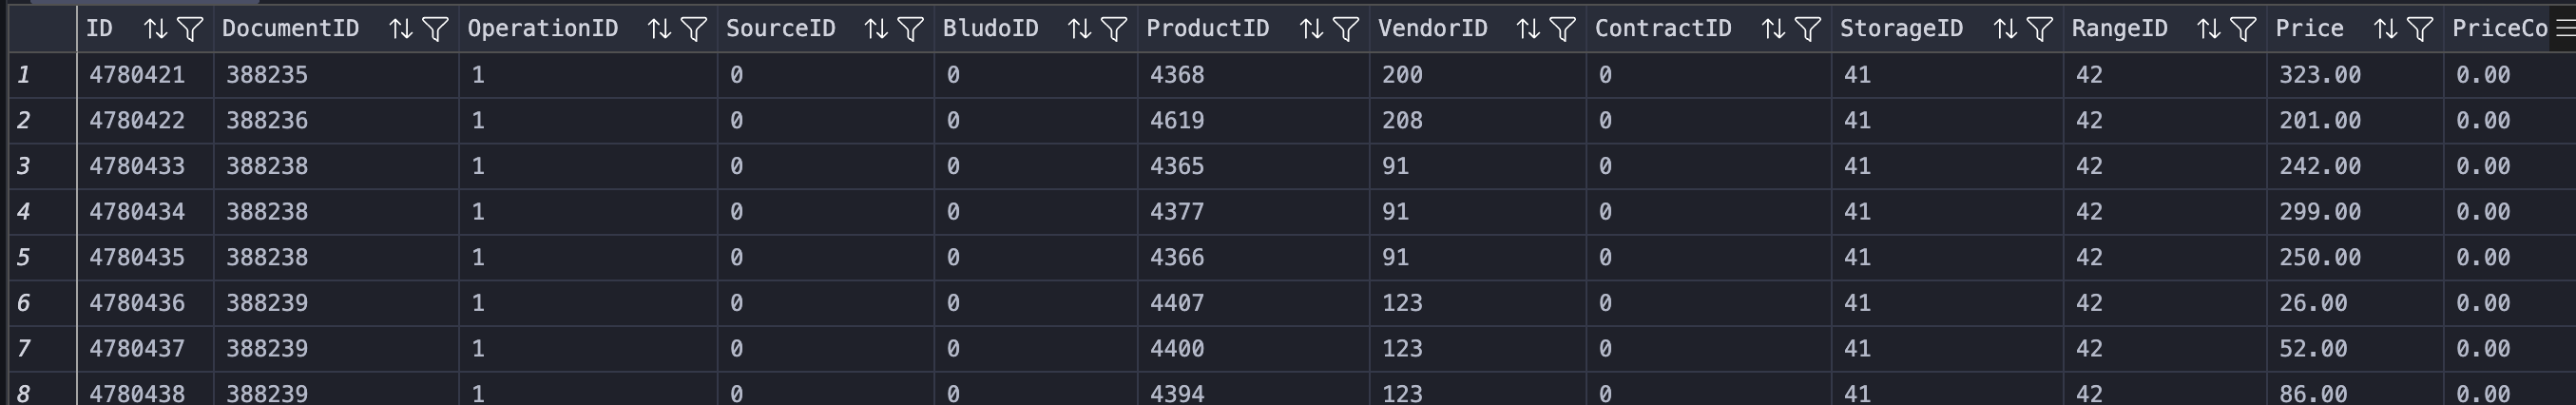 ID DocumentID OperationID SourceID BludoID ProductID VendorID ContractID StorageID RangeID Price PriceCo
1 4780421 388235 1 0 0 4368 200 0 41 42 323.00 0.00
2 4780422 388236 1 0 0 4619 208 0 41 42 201.00 0.00
3 4780433 388238 1 0 0 4365 91 0 41 42 242.00 0.00
4 4780434 388238 1 0 0 4377 91 0 41 42 299.00 0.00
5 4780435 388238 1 0 0 4366 91 0 41 42 250.00 0.00
6 4780436 388239 1 0 0 4407 123 0 41 42 26.00 0.00
7 4780437 388239 1 0 0 4400 123 0 41 42 52.00 0.00
8 4780438 388239 1 0 0 4394 123 0 41 42 86.00 0.00